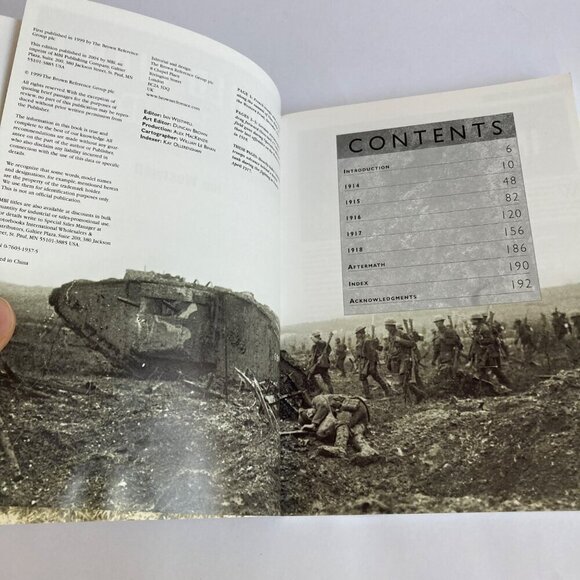 First published in 1999 by The Brown Reference
Group plc
This edition published in 2004 by MBI, an
imprint of MBI Publishing Company, Galtier
Plaza, Suite 200, 380 Jackson Street, St. Paul, MN
55101-3885 USA
© 1999 The Brown Reference Group plc
All rights reserved. With the exception of
quoting brief passages for the purposes of
review no part of this publication may be repro-
duced without prior written permission from
the Publisher.
The information in this book is true and
complete to the best of our knowledge. All
recommendations are made without any guar-
antee on the part of the author or Publisher
who also disclaim any liability incurred in
connection with the use of this data or specific
details.
We recognise that some words, model names
and designations, for example, mentioned herein
are the property of the trademark holder.
We use them for identification purposes only.
This is not an official publication.
MBI titles are also available at discounts in bulk
quantity for industrial or sales-promotional use.
details write to Special Sales Manager at
Motorbooks International Wholesalers &
Distributors, Galtier Plaza, Suite 200, 380 Jackson
Street, St. Paul, MN 55101-3885 USA.
0-7603-1937-5
in China
Editorial and design:
The Brown Reference Group plc
8 Chapel Place
Rivington Street
London
EC2A 3DQ
UK
Editor: Ian Westwell
Art Editor: Duncan Brown
Production: Alex Mackenzie
Cartographer: William Le Bihan
Indexer: Kay Ollerenshaw
CONTENTS
Introduction 6
1914 10
1915 48
1916 82
1917 120
1918 156
Aftermath 186
Index 190
Acknowledgments 192